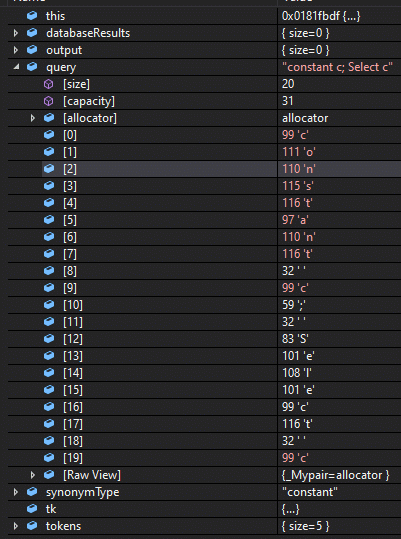 this 0x0181fbdf {...}
databaseResults { size=0 }
output { size=0 }
query "constant c; Select c"
[size] 20
[capacity] 31
[allocator] allocator
[0] 99 'c'
[1] 111 'o'
[2] 110 'n'
[3] 115 's'
[4] 116 't'
[5] 97 'a'
[6] 110 'n'
[7] 116 't'
[8] 32 ' '
[9] 99 'c'
[10] 59 ';'
[11] 32 ' '
[12] 83 'S'
[13] 101 'e'
[14] 108 'l'
[15] 101 'e'
[16] 99 'c'
[17] 116 't'
[18] 32 ' '
[19] 99 'c'
[Raw View] {_Mypair=allocator }
synonymType "constant"
tk {...}
tokens { size=5 }